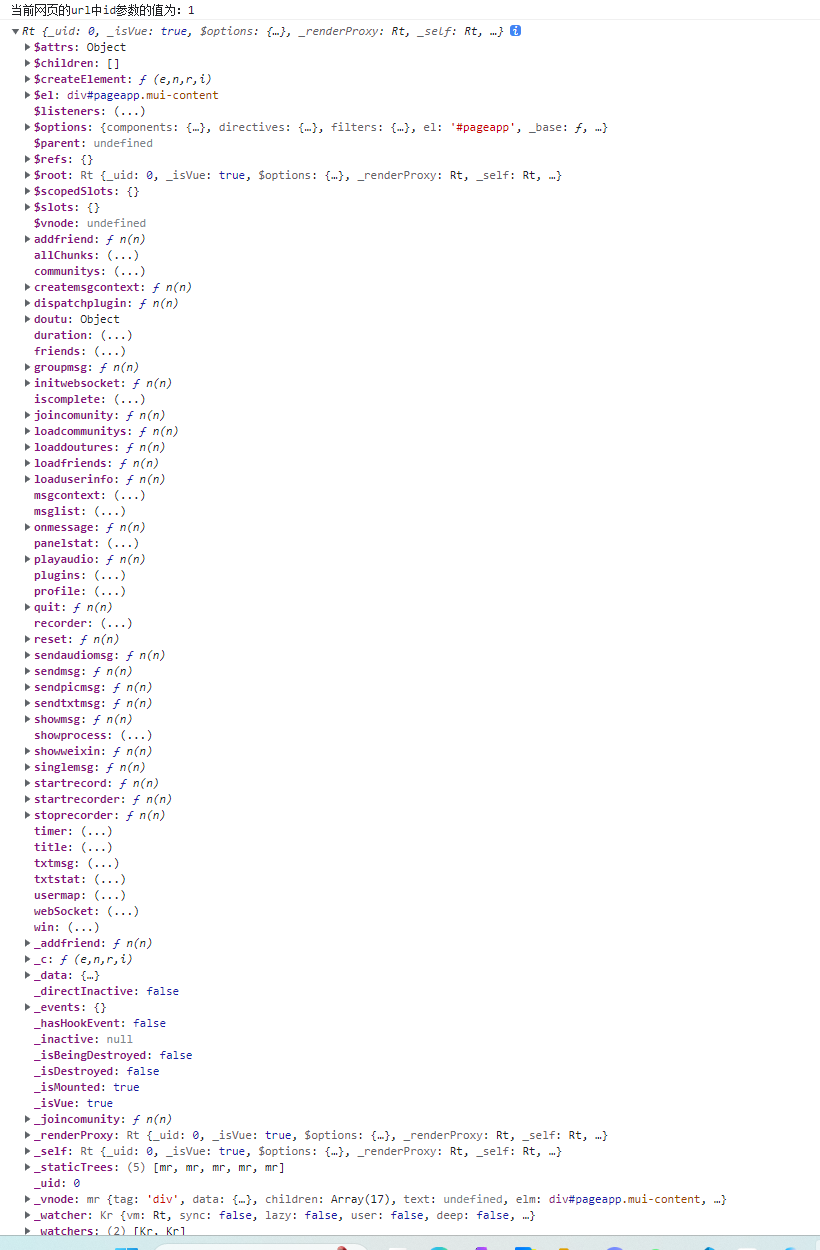 当前网页的url中id参数的值为：1
Rt {_uid: 0, _isVue: true, $options: {…}, _renderProxy: Rt, _self: Rt, …}
$attrs: Object
$children: []
$createElement: ƒ (e,n,r,i)
$el: div#pageapp.mui-content
$listeners: (...)
$options: {components: {…}, directives: {…}, filters: {…}, el: '#pageapp', _base: ƒ, …}
$parent: undefined
$refs: {}
$root: Rt {_uid: 0, _isVue: true, $options: {…}, _renderProxy: Rt, _self: Rt, …}
$scopedSlots: {}
$slots: {}
$vnode: undefined
addfriend: ƒ n(n)
allChunks: (...)
communitys: (...)
createmsgcontext: ƒ n(n)
dispatchplugin: ƒ n(n)
doutu: Object
duration: (...)
friends: (...)
groupmsg: ƒ n(n)
initwebsocket: ƒ n(n)
iscomplete: (...)
joincomunity: ƒ n(n)
loadcommunitys: ƒ n(n)
loaddoutures: ƒ n(n)
loadfriends: ƒ n(n)
loaduserinfo: ƒ n(n)
msgcontext: (...)
msglist: (...)
onmessage: ƒ n(n)
panelstat: (...)
playaudio: ƒ n(n)
plugins: (...)
profile: (...)
quit: ƒ n(n)
recorder: (...)
reset: ƒ n(n)
sendaudiomsg: ƒ n(n)
sendmsg: ƒ n(n)
sendpicmsg: ƒ n(n)
sendtxtmsg: ƒ n(n)
showmsg: ƒ n(n)
showprocess: (...)
showweixin: ƒ n(n)
singlemsg: ƒ n(n)
startrecord: ƒ n(n)
startrecorder: ƒ n(n)
stoprecorder: ƒ n(n)
timer: (...)
title: (...)
txtmsg: (...)
txtstat: (...)
usermap: (...)
webSocket: (...)
win: (...)
_addfriend: ƒ n(n)
_c: ƒ (e,n,r,i)
_data: {…}
_directInactive: false
_events: {}
_hasHookEvent: false
_inactive: null
_isBeingDestroyed: false
_isDestroyed: false
_isMounted: true
_isVue: true
_joincomunity: ƒ n(n)
_renderProxy: Rt {_uid: 0, _isVue: true, $options: {…}, _renderProxy: Rt, _self: Rt, …}
_self: Rt {_uid: 0, _isVue: true, $options: {…}, _renderProxy: Rt, _self: Rt, …}
_staticTrees: (5) [mr, mr, mr, mr, mr]
_uid: 0
_vnode: mr {tag: 'div', data: {…}, children: Array(17), text: undefined, elm: div#pageapp.mui-content, …}
_watcher: Kr {vm: Rt, sync: false, lazy: false, user: false, deep: false, …}
_watchers: (2) [Kr, Kr]